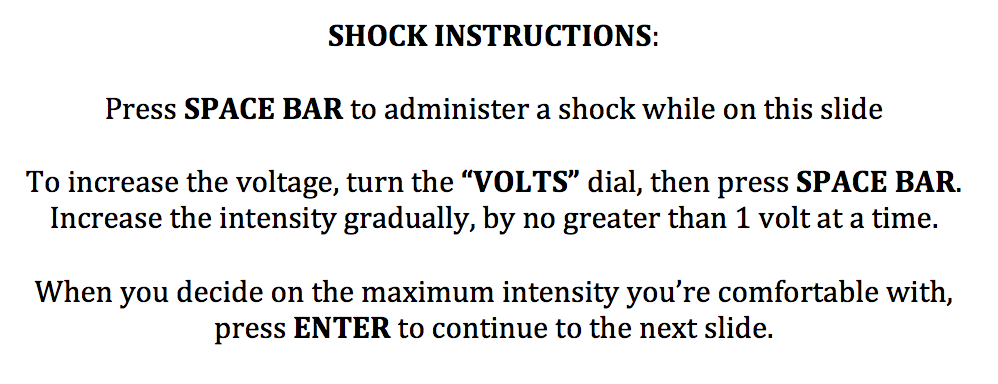 SHOCK INSTRUCTIONS:
Press SPACE BAR to administer a shock while on this slide
To increase the voltage, turn the “VOLTS” dial, then press SPACE BAR.
Increase the intensity gradually, by no greater than 1 volt at a time.
When you decide on the maximum intensity you’re comfortable with,
press ENTER to continue to the next slide.